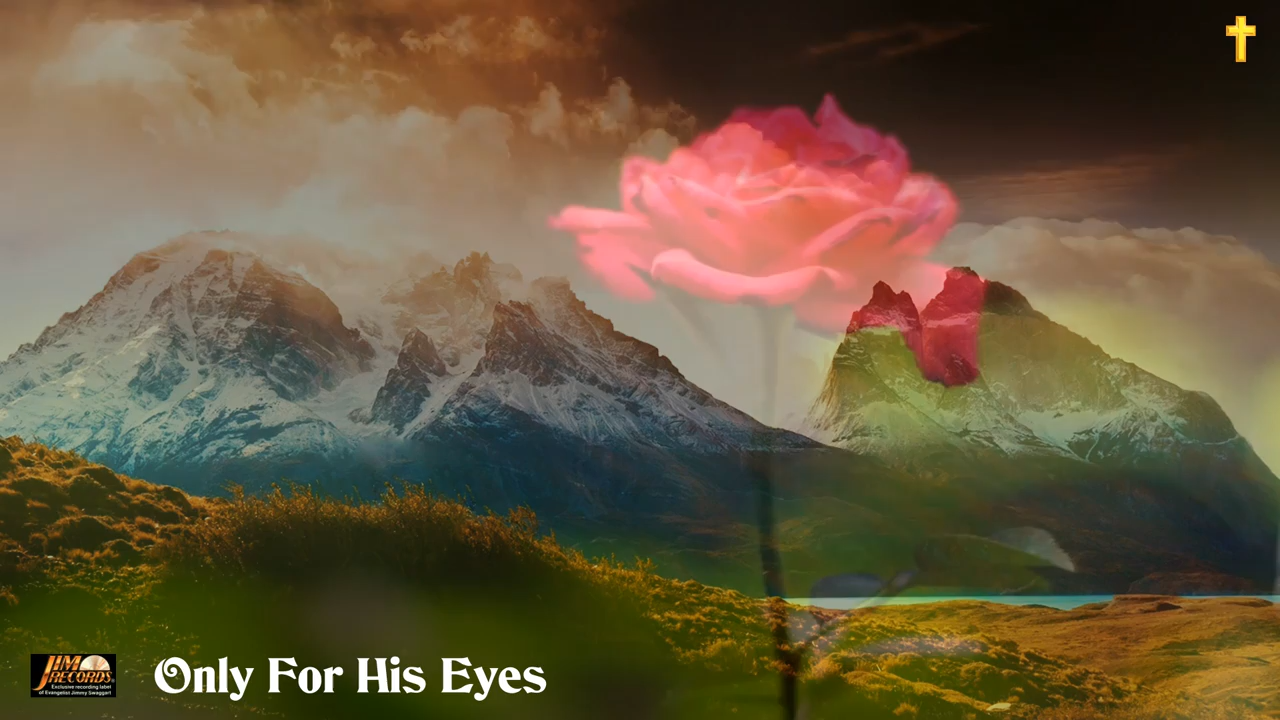 JIM
RECORDS®
Exclusive recording label
of Evangelist Jimmy Swaggart
Only For His Eyes